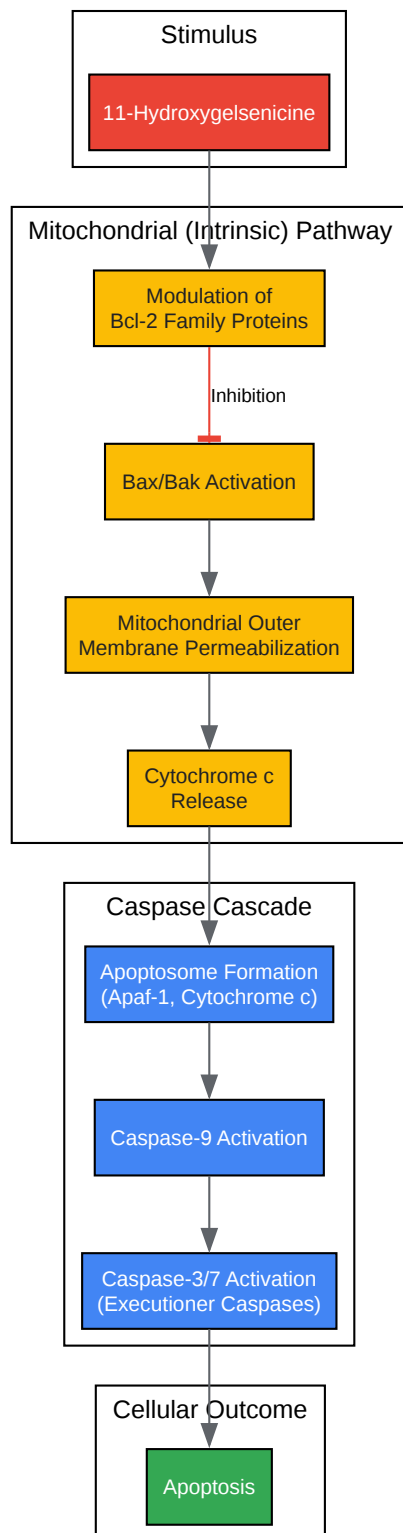 Stimulus
11-Hydroxygelsenicine
Mitochondrial (Intrinsic) Pathway
Modulation of
Bcl-2 Family Proteins
Inhibition
Bax/Bak Activation
Mitochondrial Outer
Membrane Permeabilization
Cytochrome c
Release
Caspase Cascade
Apoptosome Formation
(Apaf-1, Cytochrome c)
Caspase-9 Activation
Caspase-3/7 Activation
(Executioner Caspases)
Cellular Outcome
Apoptosis